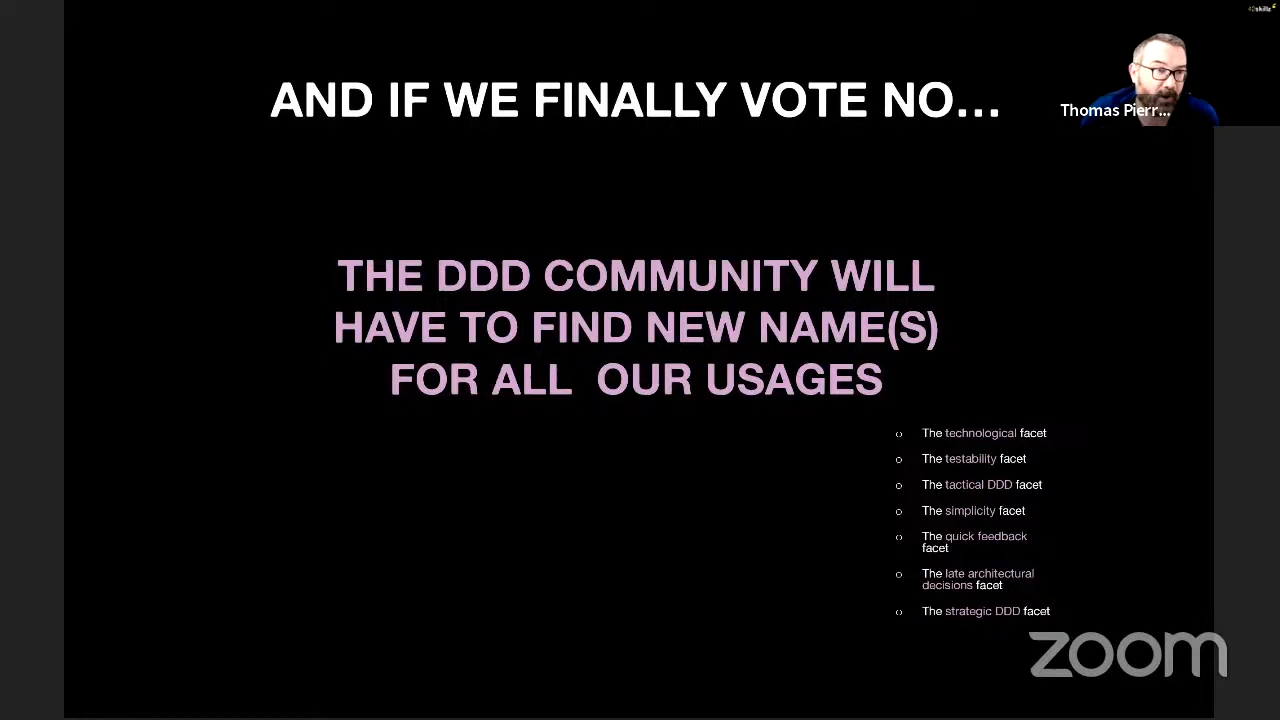 42skillz
AND IF WE FINALLY VOTE NO...
Thomas Pierr...
THE DDD COMMUNITY WILL
HAVE TO FIND NEW NAME(S)
FOR ALL OUR USAGES
o The technological facet
o The testability facet
o The tactical DDD facet
o The simplicity facet
o The quick feedback
facet
o The late architectural
decisions facet
o The strategic DDD facet
zoom